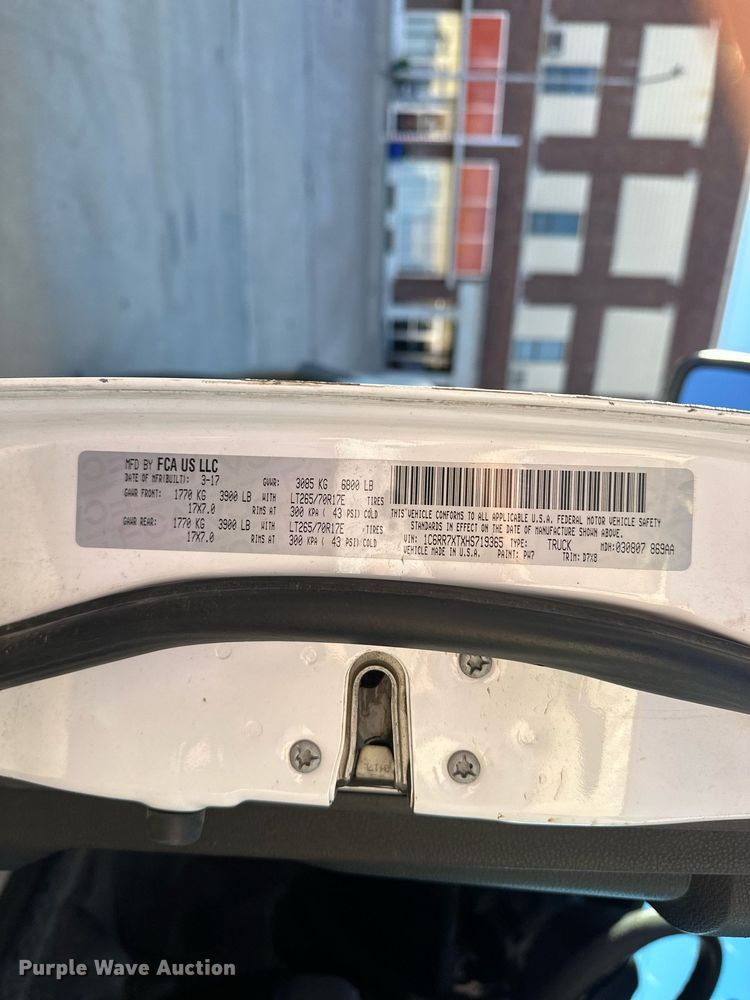 MFD BY FCA US LLC
DATE OF MFR(BUILT): 3-17 GVWR: 3085 KG 6800 LB
GAWR FRONT: 1770 KG 3900 LB WITH LT265/70R17E TIRES
17X7.0 RIMS AT 300 KPA ( 43 PSI) COLD
GAWR REAR: 1770 KG 3900 LB WITH LT265/70R17E TIRES
17X7.0 RIMS AT 300 KPA ( 43 PSI) COLD
THIS VEHICLE CONFORMS TO ALL APPLICABLE U.S.A. FEDERAL MOTOR VEHICLE SAFETY
STANDARDS IN EFFECT ON THE DATE OF MANUFACTURE SHOWN ABOVE.
VIN: 1C6RR7XTXHS719365 TYPE: TRUCK MDH: 030807 869AA
VEHICLE MADE IN U.S.A. PAINT: PW7 TRIM: D7X8
Purple Wave Auction